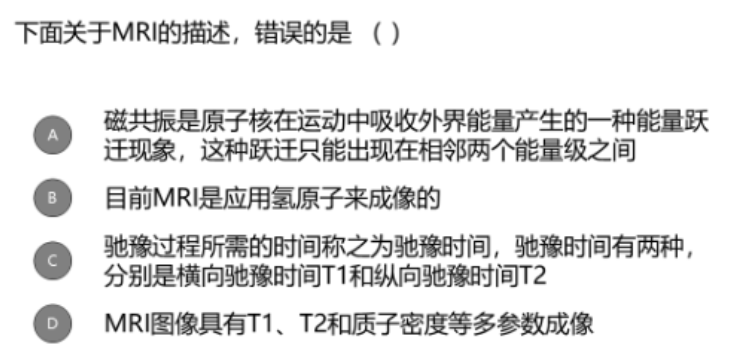 下面关于MRI的描述，错误的是 （ ）
A
磁共振是原子核在运动中吸收外界能量产生的一种能量跃
迁现象，这种跃迁只能出现在相邻两个能量级之间
B
目前MRI是应用氢原子来成像的
C
驰豫过程所需的时间称之为驰豫时间，驰豫时间有两种，
分别是横向驰豫时间T1和纵向驰豫时间T2
D
MRI图像具有T1、T2和质子密度等多参数成像